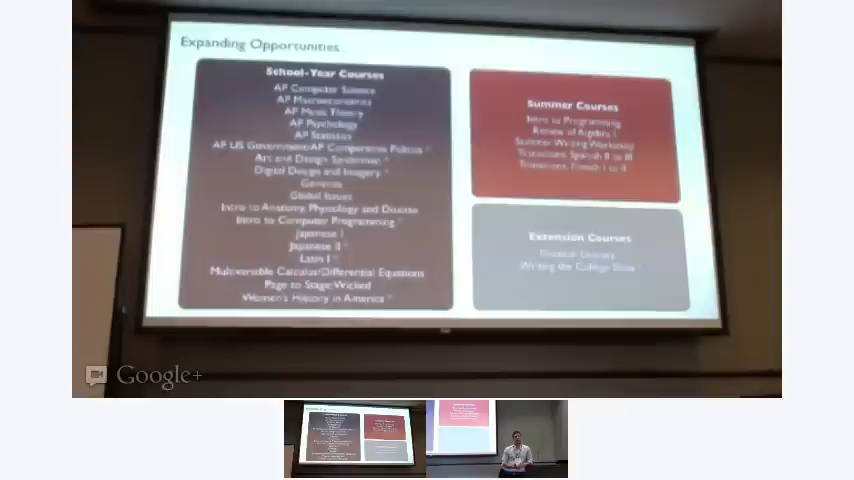 Expanding Opportunities
School-Year Courses
AP Computer Science
AP Macroeconomics
AP Music Theory
AP Psychology
AP Statistics
AP US Government/AP Comparative Politics
Art and Design Symposium
Digital Design and Imagery
Genetics
Global Issues
Intro to Anatomy, Physiology and Disease
Intro to Computer Programming
Japanese I
Japanese II
Latin I
Multivariable Calculus/Differential Equations
Page to Stage: Wicked
Women's History in America
Summer Courses
Intro to Programming
Review of Algebra I
Summer Writing Workshop
Transitions: Spanish II to III
Transitions: French I to II
Extension Courses
Financial Literacy
Writing the College Essay
Google+